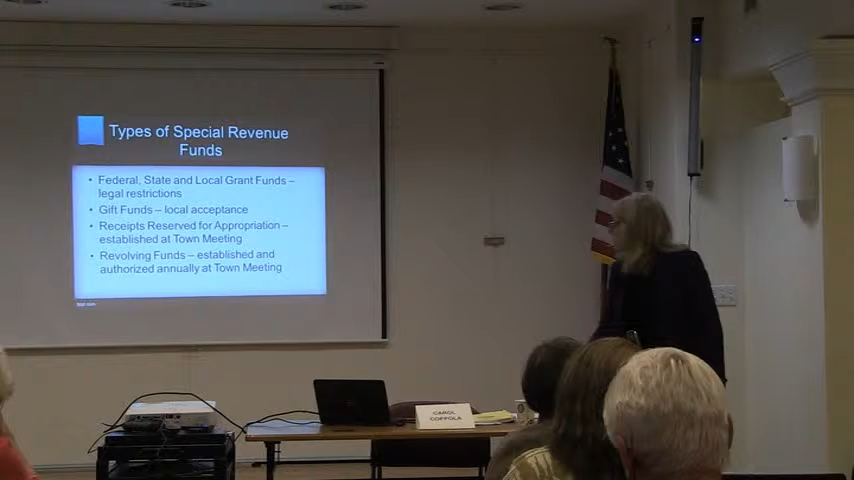 Types of Special Revenue
Funds
• Federal, State and Local Grant Funds –
legal restrictions
• Gift Funds – local acceptance
• Receipts Reserved for Appropriation –
established at Town Meeting
• Revolving Funds – established and
authorized annually at Town Meeting
CAROL
COPPOLA